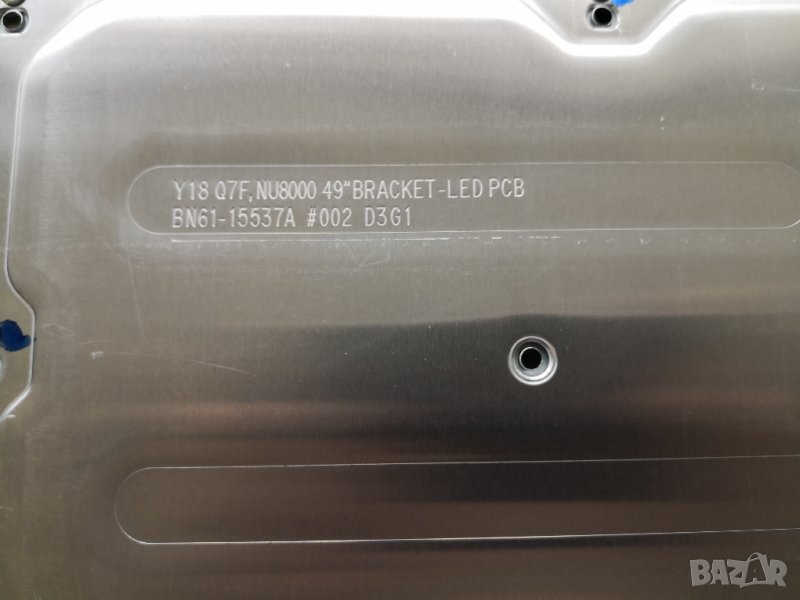 Y18 Q7F, NU8000 49"BRACKET-LED PCB
BN61-15537A #002 D3G1
BAZAR